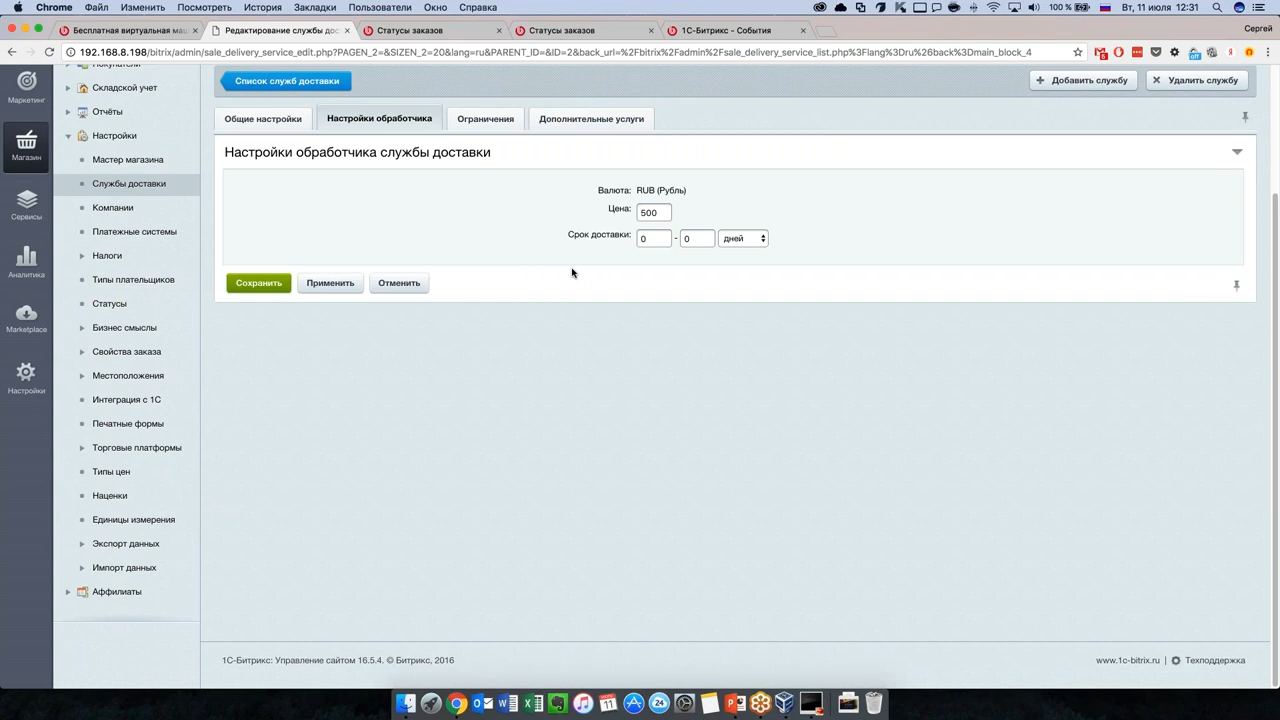 Chrome Файл Изменить Посмотреть История Закладки Пользователи Окно Справка 100 % Вт, 11 июля 12:31
Бесплатная виртуальная маш Редактирование службы дос Статусы заказов Статусы заказов 1С-Битрикс - События Сергей
192.168.8.198/bitrix/admin/sale_delivery_service_edit.php?PAGEN_2=&SIZEN_2=20&lang=ru&PARENT_ID=&ID=2&back_url=%2Fbitrix%2Fadmin%2Fsale_delivery_service_list.php%3Flang%3Dru%26back%3Dmain_block_4
Маркетинг
Магазин
Сервисы
Аналитика
Marketplace
Настройки
Покупатели
Складской учет
Отчёты
Настройки
Мастер магазина
Службы доставки
Компании
Платежные системы
Налоги
Типы плательщиков
Статусы
Бизнес смыслы
Свойства заказа
Местоположения
Интеграция с 1С
Печатные формы
Торговые платформы
Типы цен
Наценки
Единицы измерения
Экспорт данных
Импорт данных
Аффилиаты
Список служб доставки Добавить службу Удалить службу
Общие настройки Настройки обработчика Ограничения Дополнительные услуги
Настройки обработчика службы доставки
Валюта: RUB (Рубль)
Цена: 500
Срок доставки: 0 - 0 дней
Сохранить Применить Отменить
1С-Битрикс: Управление сайтом 16.5.4. © Битрикс, 2016 www.1c-bitrix.ru Техподдержка